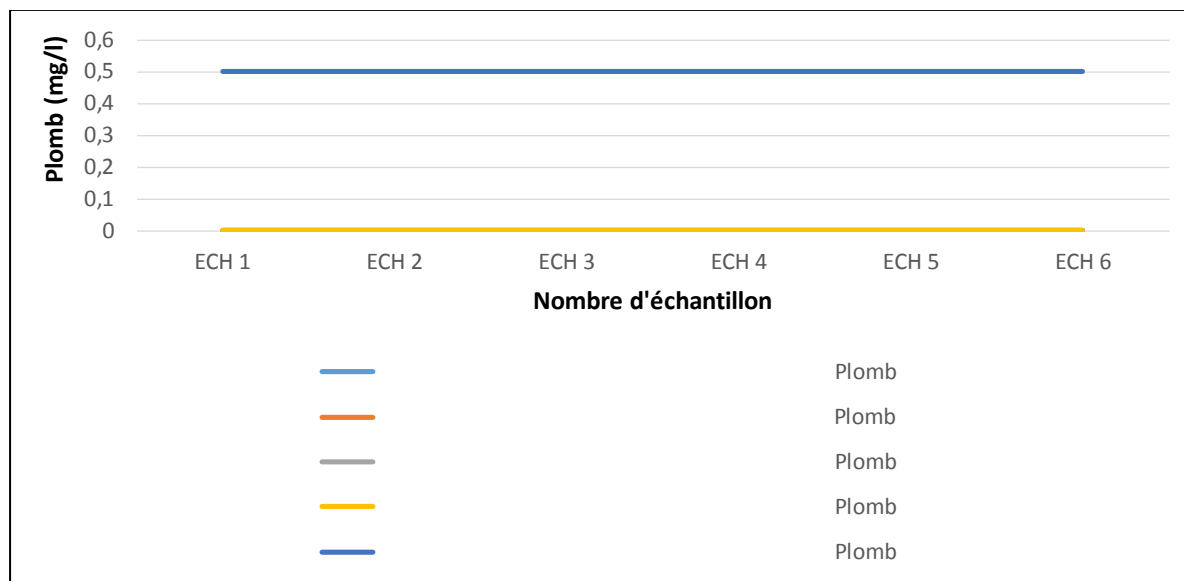 Plomb (mg/l)
0,6
0,5
0,4
0,3
0,2
0,1
0
ECH 1 ECH 2 ECH 3 ECH 4 ECH 5 ECH 6
Nombre d'échantillon
Plomb
Plomb
Plomb
Plomb
Plomb